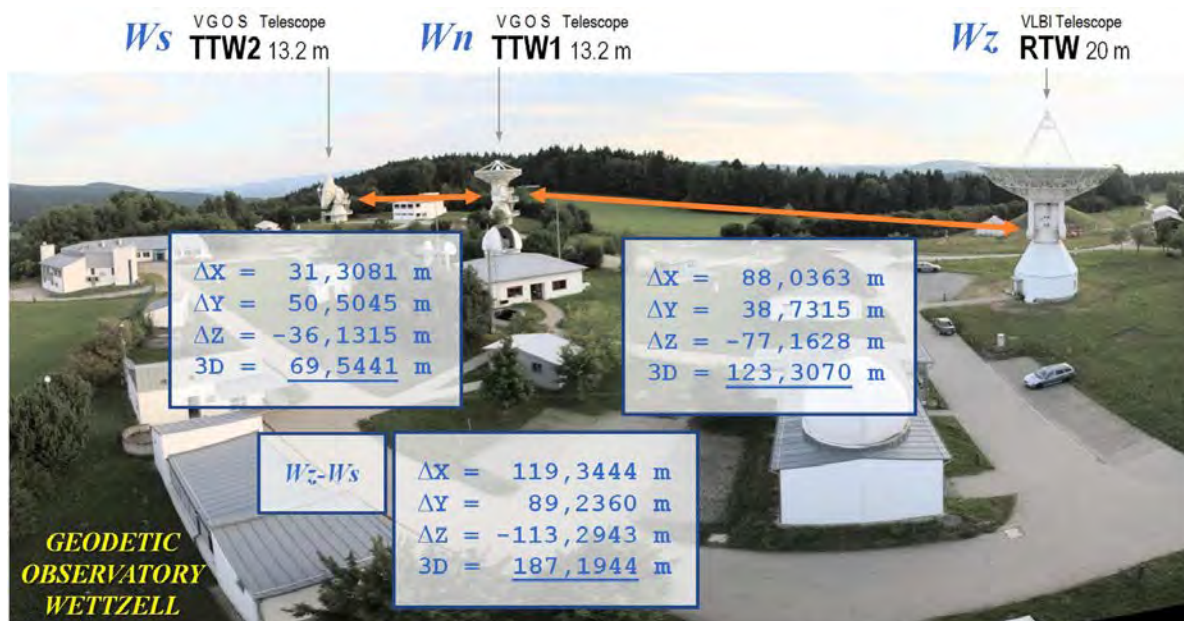 Ws
V G O S Telescope
TTW2 13.2 m
Wn
V G O S Telescope
TTW1 13.2 m
Wz
VLBI Telescope
RTW 20 m
ΔX = 31,3081 m
ΔY = 50,5045 m
ΔZ = -36,1315 m
3D = 69,5441 m
ΔX = 88,0363 m
ΔY = 38,7315 m
ΔZ = -77,1628 m
3D = 123,3070 m
Wz-Ws
ΔX = 119,3444 m
ΔY = 89,2360 m
ΔZ = -113,2943 m
3D = 187,1944 m
GEODETIC
OBSERVATORY
WETTZELL